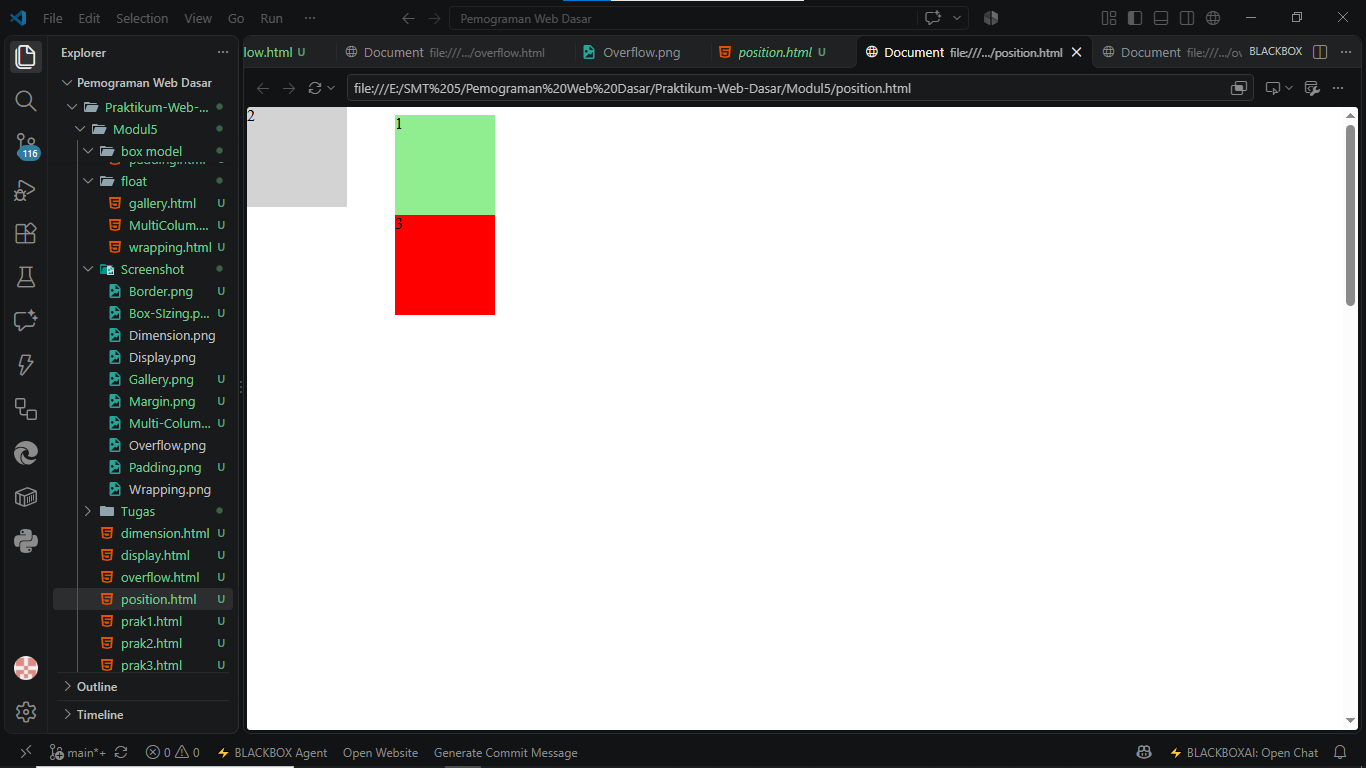 File Edit Selection View Go Run ··· Pemograman Web Dasar
Explorer ···
low.html U Document file:///.../overflow.html Overflow.png position.html U Document file:///.../position.html Document file:///.../ov BLACKBOX ···
file:///E:/SMT%205/Pemograman%20Web%20Dasar/Praktikum-Web-Dasar/Modul5/position.html ···
Pemograman Web Dasar
Praktikum-Web-...
Modul5
box model
padding.html
float
gallery.html U
MultiColum.... U
wrapping.html U
Screenshot
Border.png U
Box-SIzing.p... U
Dimension.png
Display.png
Gallery.png U
Margin.png U
Multi-Colum... U
Overflow.png
Padding.png U
Wrapping.png
Tugas
dimension.html U
display.html U
overflow.html U
position.html U
prak1.html U
prak2.html U
prak3.html U
Outline
Timeline
116
2
1
3
main*+ 0 0 BLACKBOX Agent Open Website Generate Commit Message BLACKBOXAI: Open Chat